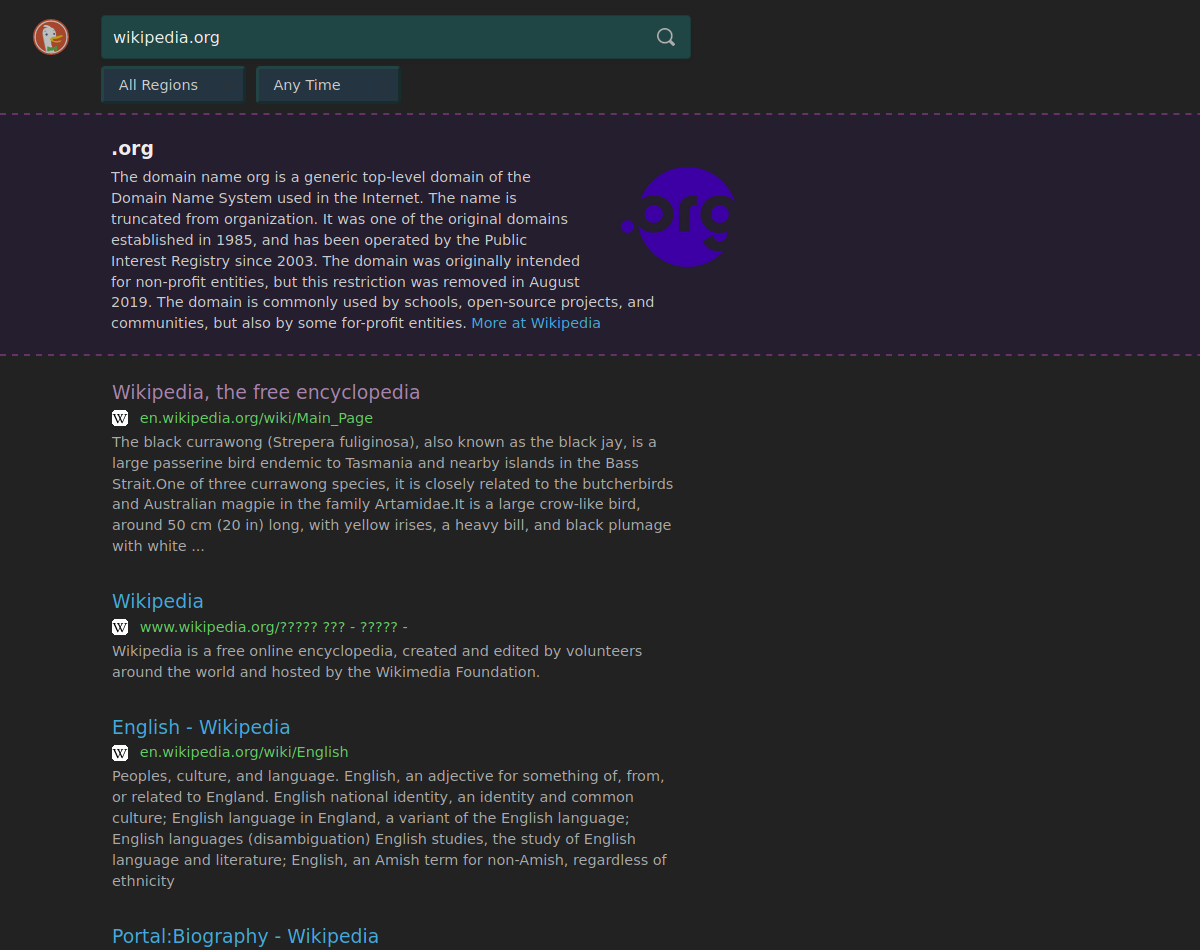 wikipedia.org
All Regions
Any Time
.org
The domain name org is a generic top-level domain of the
Domain Name System used in the Internet. The name is
truncated from organization. It was one of the original domains
established in 1985, and has been operated by the Public
Interest Registry since 2003. The domain was originally intended
for non-profit entities, but this restriction was removed in August
2019. The domain is commonly used by schools, open-source projects, and
communities, but also by some for-profit entities. More at Wikipedia
.org
Wikipedia, the free encyclopedia
W en.wikipedia.org/wiki/Main_Page
The black currawong (Strepera fuliginosa), also known as the black jay, is a
large passerine bird endemic to Tasmania and nearby islands in the Bass
Strait.One of three currawong species, it is closely related to the butcherbirds
and Australian magpie in the family Artamidae.It is a large crow-like bird,
around 50 cm (20 in) long, with yellow irises, a heavy bill, and black plumage
with white ...
Wikipedia
W www.wikipedia.org/????? ??? - ????? -
Wikipedia is a free online encyclopedia, created and edited by volunteers
around the world and hosted by the Wikimedia Foundation.
English - Wikipedia
W en.wikipedia.org/wiki/English
Peoples, culture, and language. English, an adjective for something of, from,
or related to England. English national identity, an identity and common
culture; English language in England, a variant of the English language;
English languages (disambiguation) English studies, the study of English
language and literature; English, an Amish term for non-Amish, regardless of
ethnicity
Portal:Biography - Wikipedia